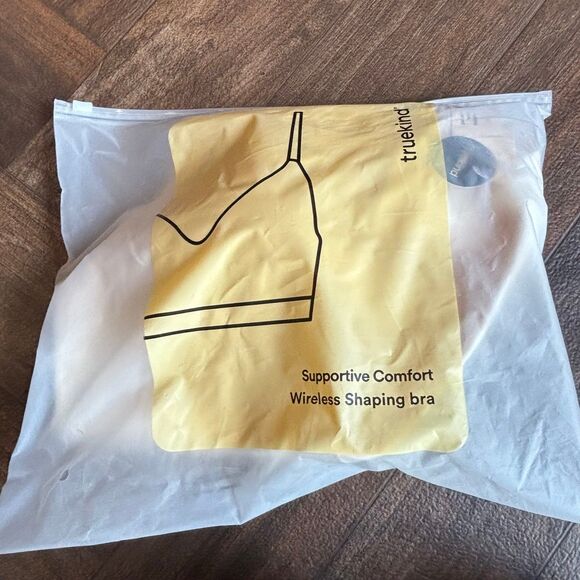 truekind®
Supportive Comfort
Wireless Shaping bra